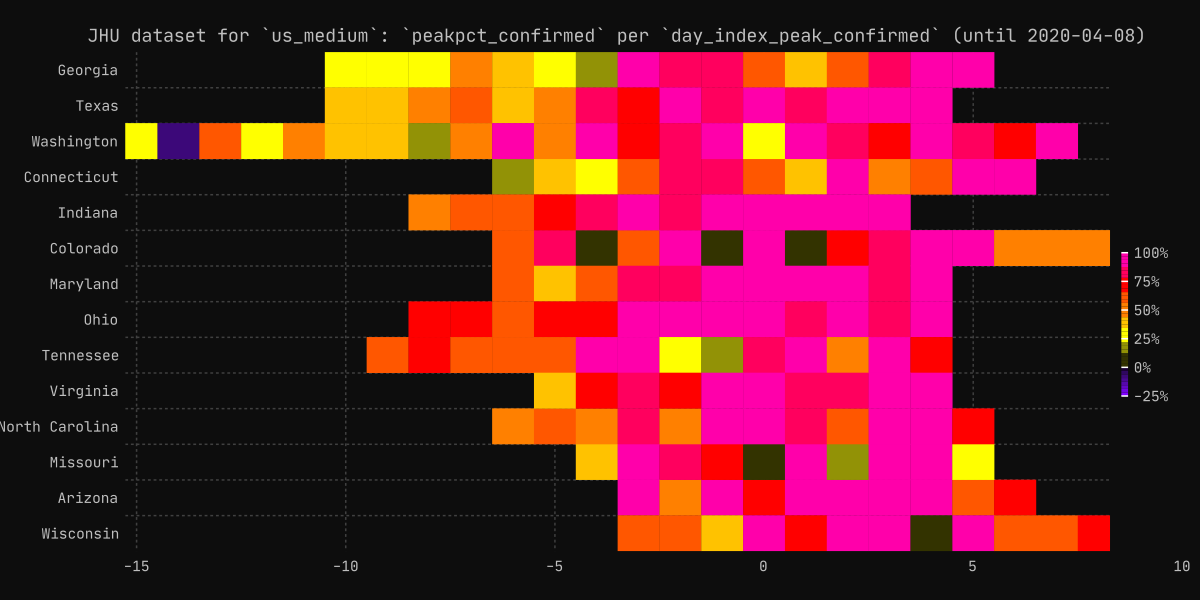 JHU dataset for `us_medium`: `peakpct_confirmed` per `day_index_peak_confirmed` (until 2020-04-08)
Georgia
Texas
Washington
Connecticut
Indiana
Colorado
Maryland
Ohio
Tennessee
Virginia
North Carolina
Missouri
Arizona
Wisconsin
-15
-10
-5
0
5
10
100%
75%
50%
25%
0%
-25%